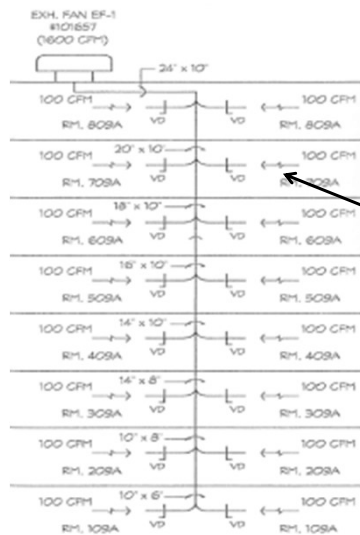 EXH. FAN EF-1
#101657
(1600 CFM)
24" x 10"
100 CFM 100 CFM
VD VD
RM. 809A RM. 809A
20" x 10"
100 CFM 100 CFM
VD VD
RM. 709A RM. 709A
18" x 10"
100 CFM 100 CFM
VD VD
RM. 609A RM. 609A
16" x 10"
100 CFM 100 CFM
VD VD
RM. 509A RM. 509A
14" x 10"
100 CFM 100 CFM
VD VD
RM. 409A RM. 409A
14" x 8"
100 CFM 100 CFM
VD VD
RM. 309A RM. 309A
10" x 8"
100 CFM 100 CFM
VD VD
RM. 209A RM. 209A
10" x 6"
100 CFM 100 CFM
VD VD
RM. 109A RM. 109A